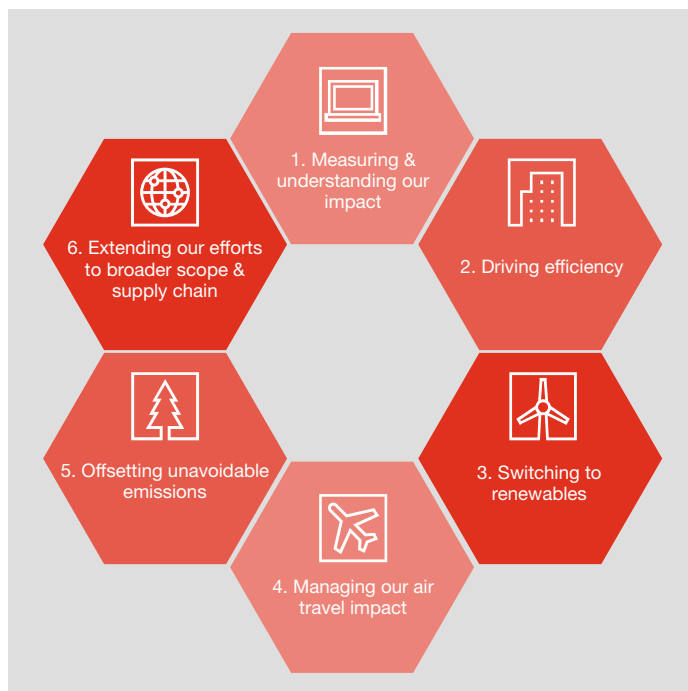 1. Measuring &
understanding our
impact
2. Driving efficiency
3. Switching to
renewables
4. Managing our air
travel impact
5. Offsetting unavoidable
emissions
6. Extending our efforts
to broader scope &
supply chain